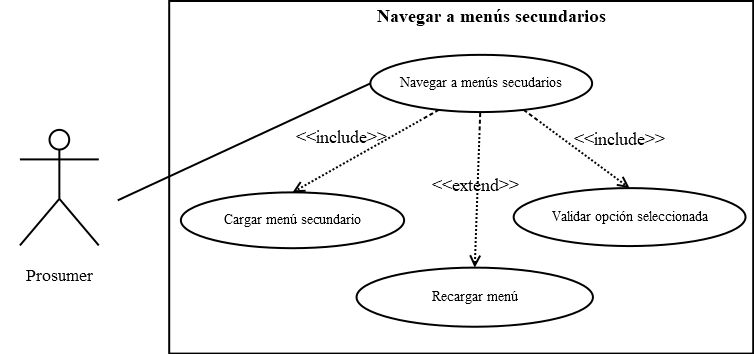 Navegar a menús secundarios
Navegar a menús secudarios
<<include>>
<<include>>
<<extend>>
Cargar menú secundario
Validar opción seleccionada
Prosumer
Recargar menú